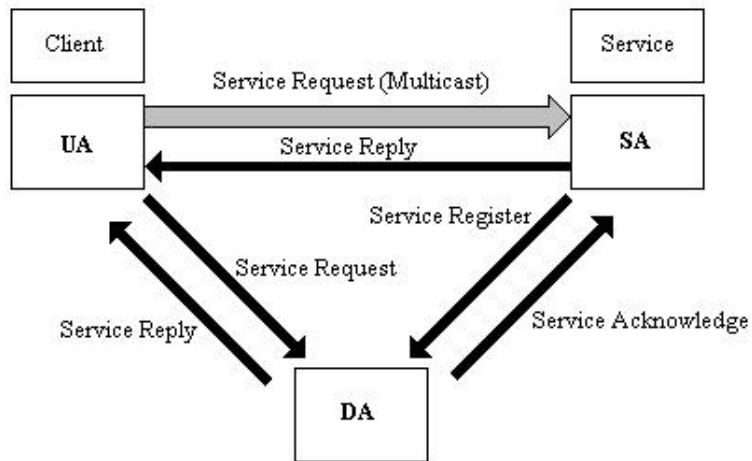 Client
Service
Service Request (Multicast)
UA
SA
Service Reply
Service Register
Service Request
Service Reply
Service Acknowledge
DA